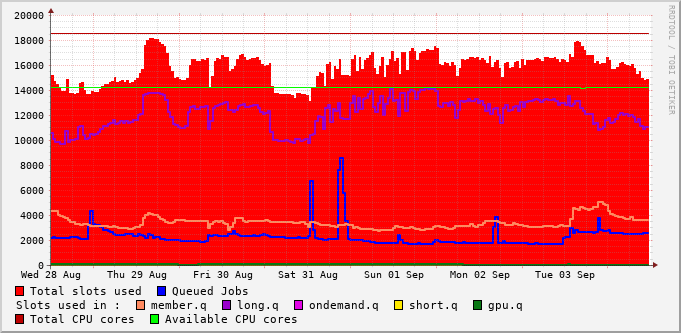 20000
18000
16000
14000
12000
10000
8000
6000
4000
2000
0
Wed 28 Aug Thu 29 Aug Fri 30 Aug Sat 31 Aug Sun 01 Sep Mon 02 Sep Tue 03 Sep
Total slots used Queued Jobs
Slots used in : member.q long.q ondemand.q short.q gpu.q
Total CPU cores Available CPU cores
RRDTOOL / TOBI OETIKER